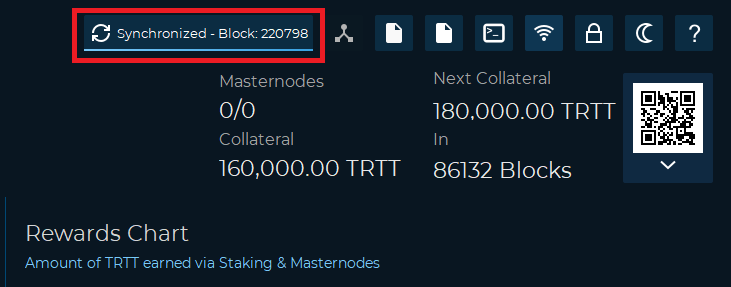 Synchronized - Block: 220798
?
Masternodes
0/0
Collateral
160,000.00 TRTT
Next Collateral
180,000.00 TRTT
In
86132 Blocks
Rewards Chart
Amount of TRTT earned via Staking & Masternodes